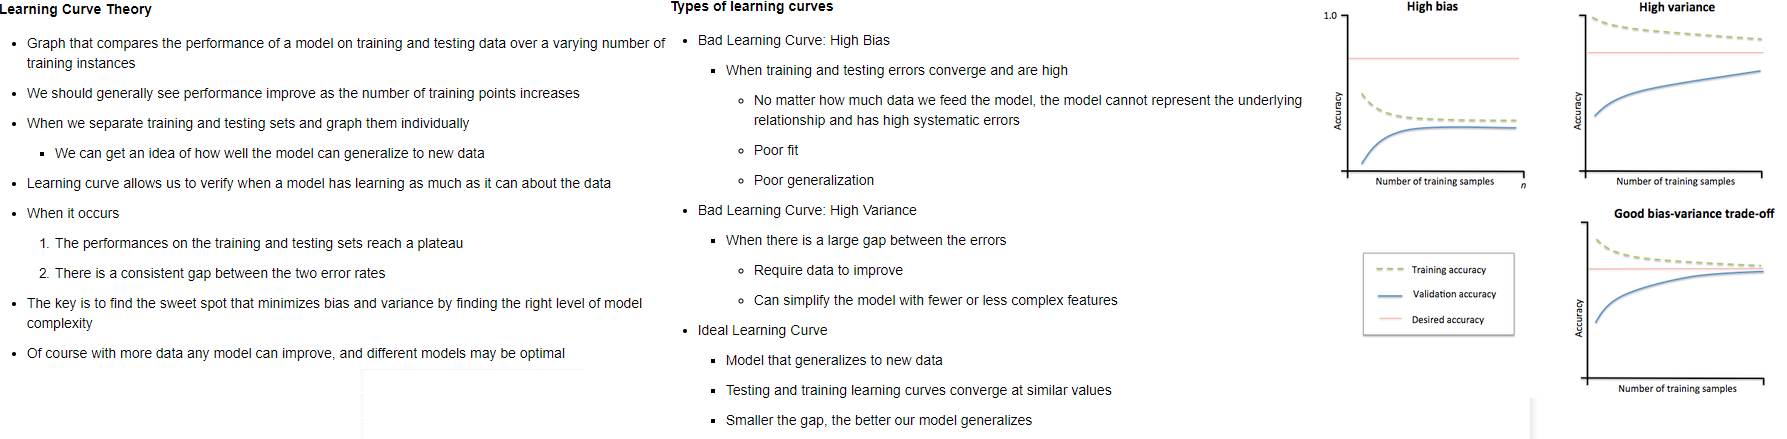 Learning Curve Theory
Graph that compares the performance of a model on training and testing data over a varying number of
training instances
We should generally see performance improve as the number of training points increases
When we separate training and testing sets and graph them individually
We can get an idea of how well the model can generalize to new data
Learning curve allows us to verify when a model has learning as much as it can about the data
When it occurs
1. The performances on the training and testing sets reach a plateau
2. There is a consistent gap between the two error rates
The key is to find the sweet spot that minimizes bias and variance by finding the right level of model
complexity
Of course with more data any model can improve, and different models may be optimal
Types of learning curves
Bad Learning Curve: High Bias
When training and testing errors converge and are high
No matter how much data we feed the model, the model cannot represent the underlying
relationship and has high systematic errors
Poor fit
Poor generalization
Bad Learning Curve: High Variance
When there is a large gap between the errors
Require data to improve
Can simplify the model with fewer or less complex features
Ideal Learning Curve
Model that generalizes to new data
Testing and training learning curves converge at similar values
Smaller the gap, the better our model generalizes
High bias
1.0
Accuracy
Number of training samples
n
High variance
Accuracy
Number of training samples
Training accuracy
Validation accuracy
Desired accuracy
Good bias-variance trade-off
Accuracy
Number of training samples